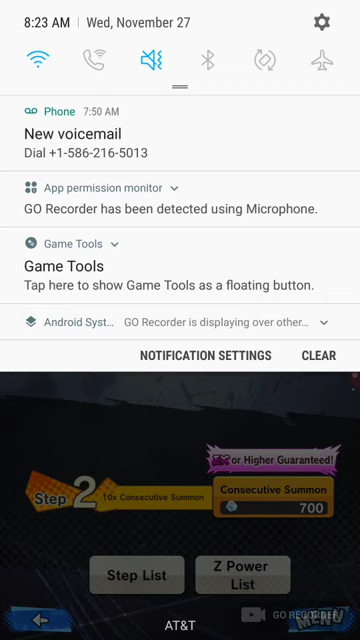 8:23 AM Wed, November 27
Phone 7:50 AM
New voicemail
Dial +1-586-216-5013
App permission monitor
GO Recorder has been detected using Microphone.
Game Tools
Game Tools
Tap here to show Game Tools as a floating button.
Android Syst… GO Recorder is displaying over other…
NOTIFICATION SETTINGS CLEAR
EX or Higher Guaranteed!
Step 2 10x Consecutive Summon
Consecutive Summon
700
Step List
Z Power
List
GO RECORDER
MENU
AT&T